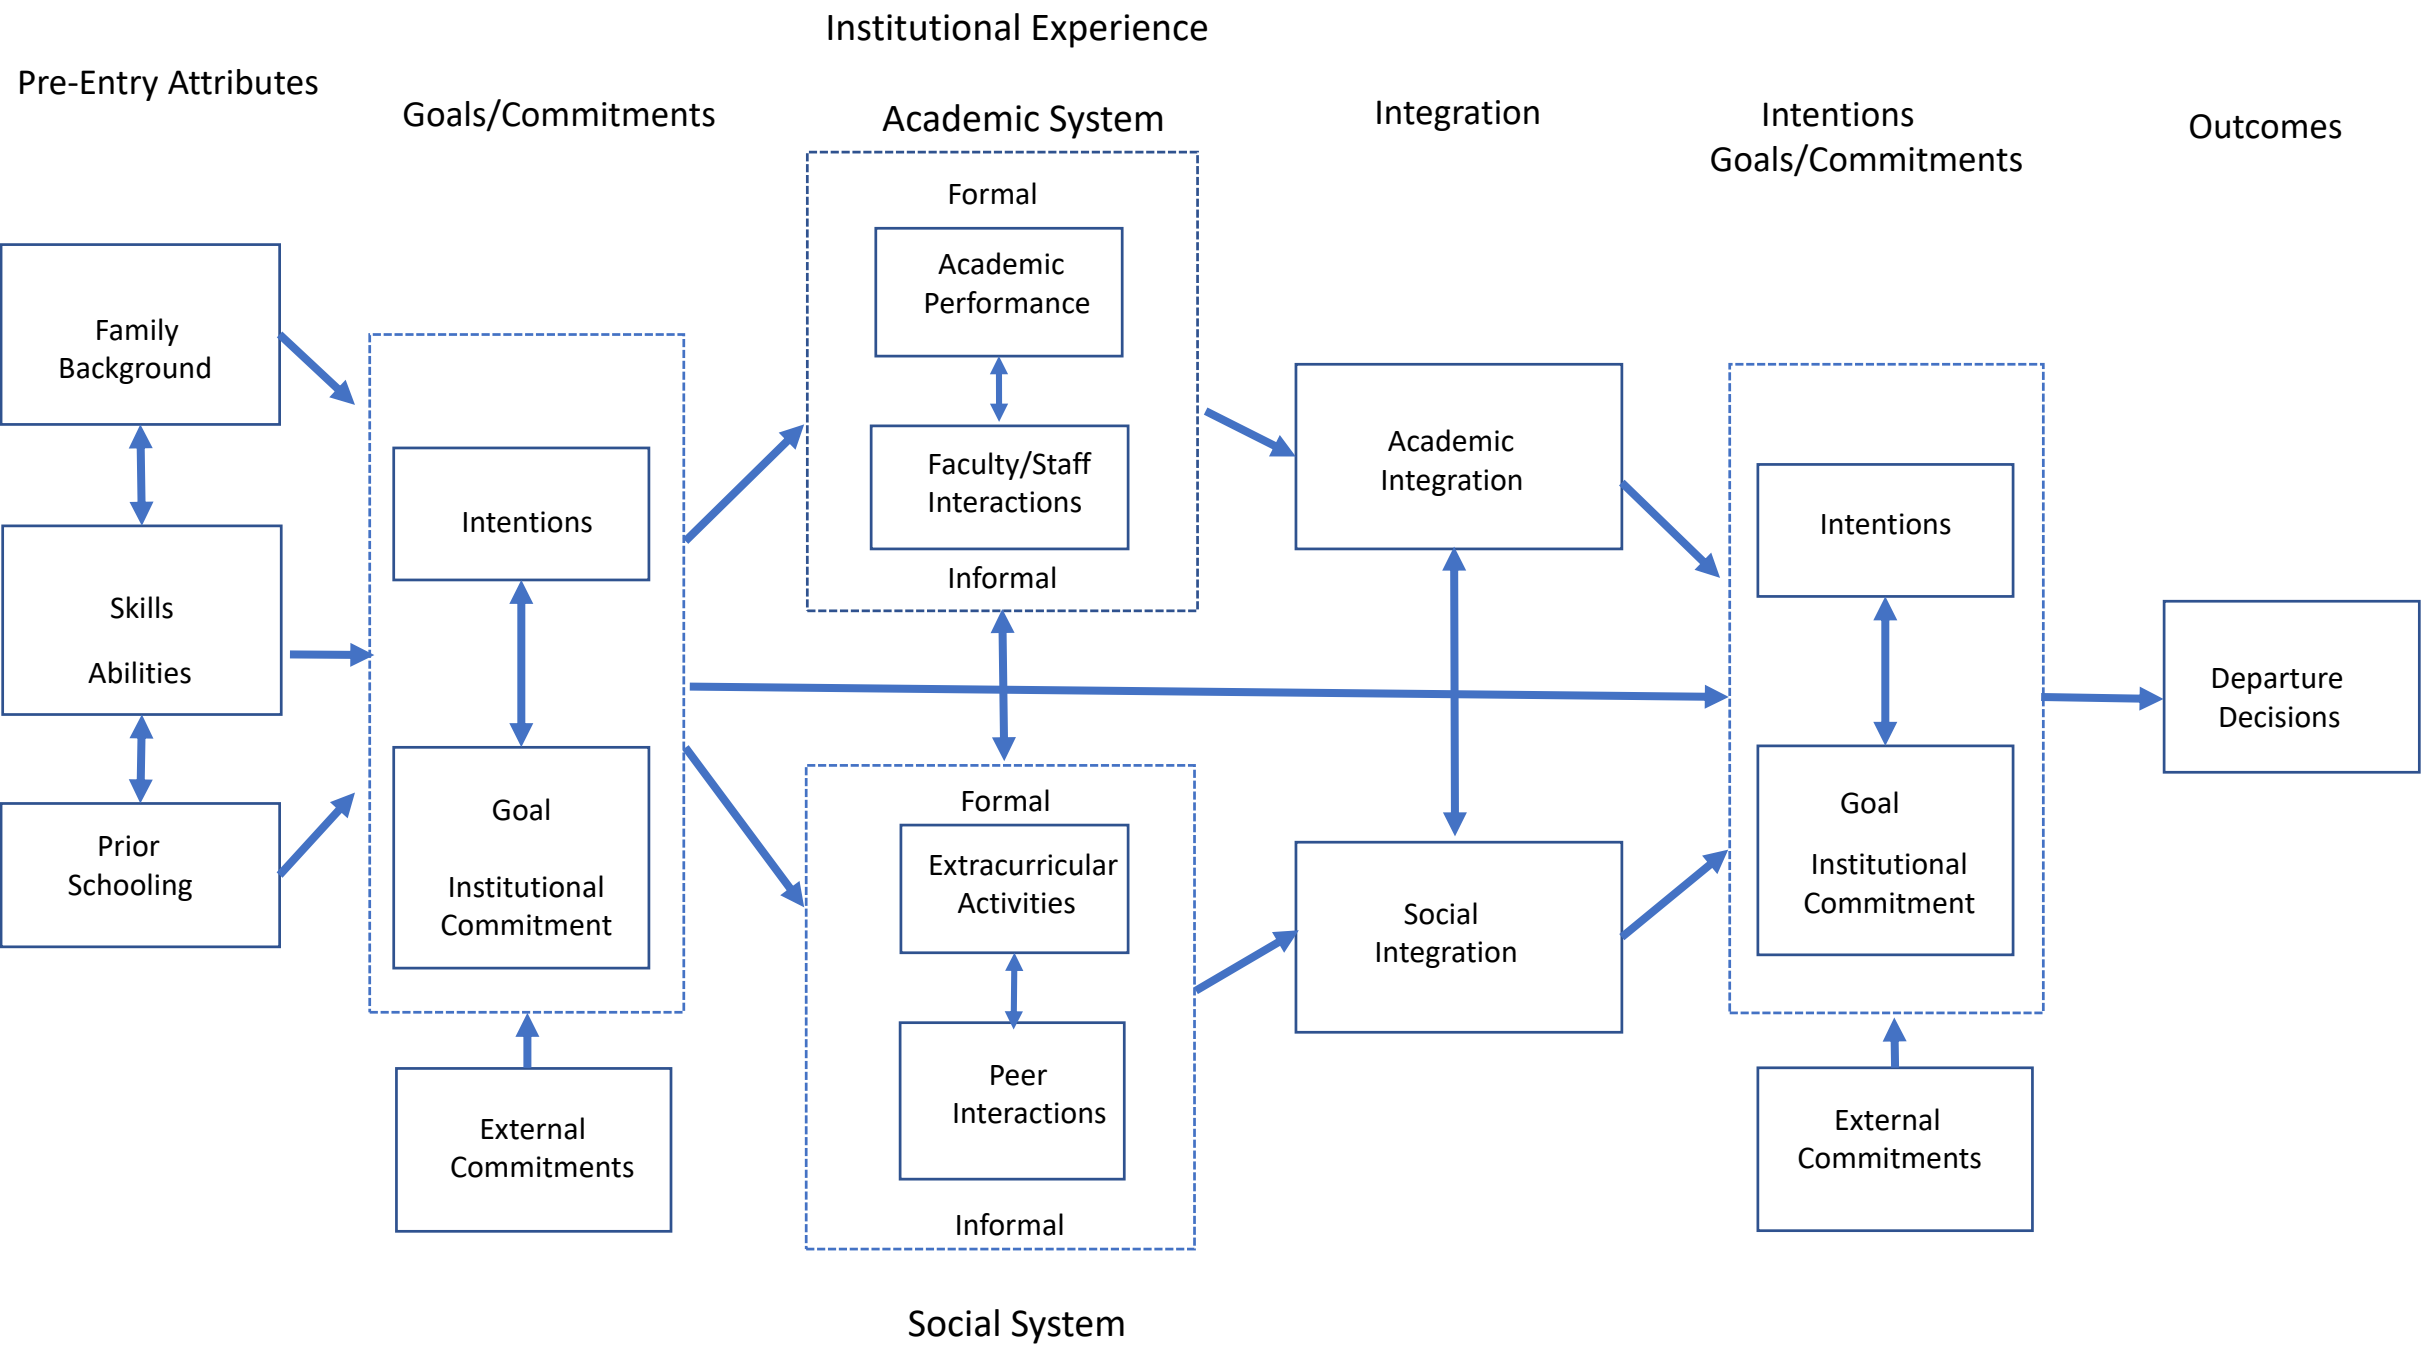 Institutional Experience
Pre-Entry Attributes
Goals/Commitments
Academic System
Integration
Intentions
Goals/Commitments
Outcomes
Family
Background
Skills
Abilities
Prior
Schooling
Intentions
Goal
Institutional
Commitment
External
Commitments
Formal
Academic
Performance
Faculty/Staff
Interactions
Informal
Formal
Extracurricular
Activities
Peer
Interactions
Informal
Social System
Academic
Integration
Social
Integration
Intentions
Goal
Institutional
Commitment
External
Commitments
Departure
Decisions